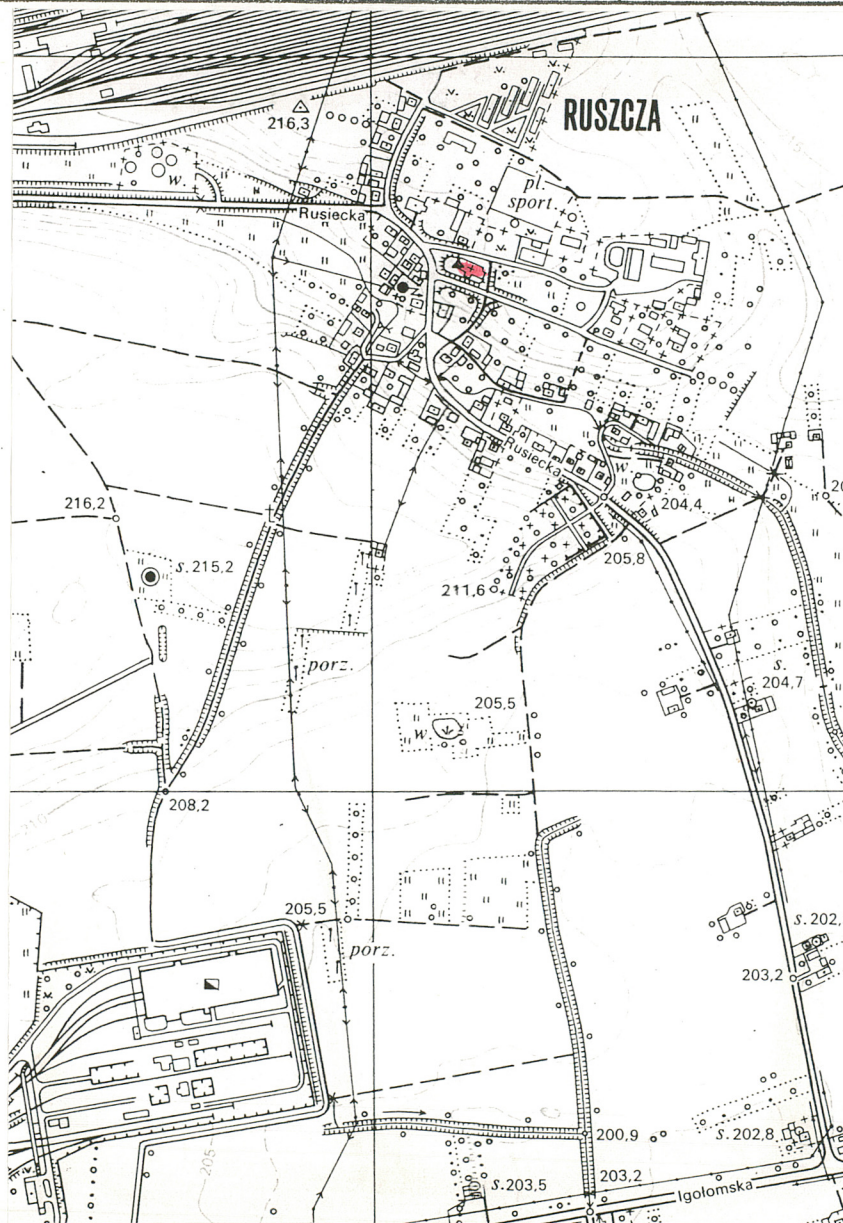 RUSZCZA
216,3
pl.
sport.
w.
Rusiecka
Rusiecka
w
204,4
216,2
205,8
s.215,2
211,6
porz.
s.
204,7
205,5
w.
208,2
210
205,5
s.202,
porz.
203,2
200,9
s.202,8
205
203,2
s.203,5
Igołomska